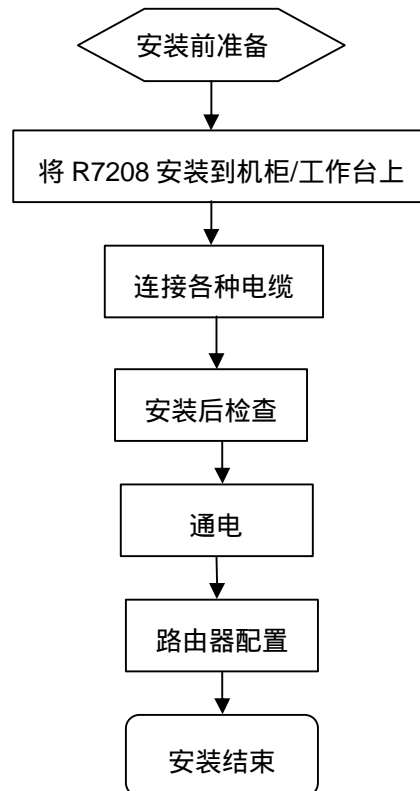 安装前准备
将 R7208 安装到机柜/工作台上
连接各种电缆
安装后检查
通电
路由器配置
安装结束